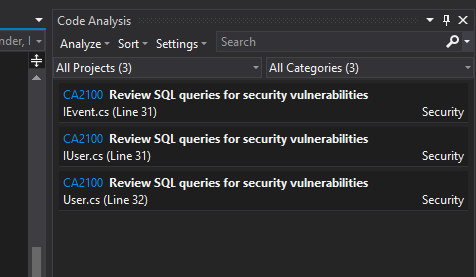 Code Analysis
nder,
Analyze Sort Settings Search
All Projects (3) All Categories (3)
CA2100 Review SQL queries for security vulnerabilities
IEvent.cs (Line 31) Security
CA2100 Review SQL queries for security vulnerabilities
IUser.cs (Line 31) Security
CA2100 Review SQL queries for security vulnerabilities
User.cs (Line 32) Security